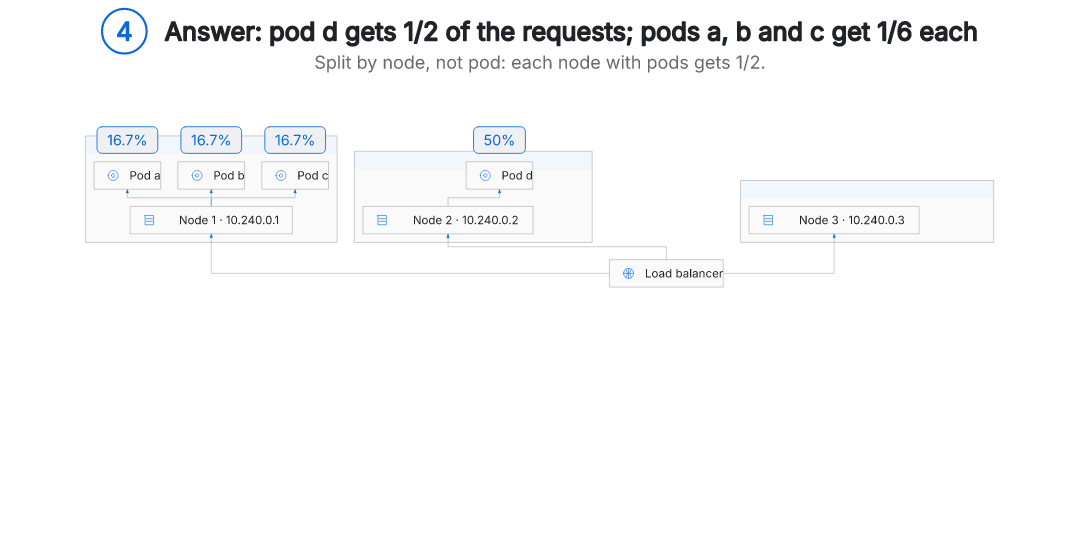 4
Answer: pod d gets 1/2 of the requests; pods a, b and c get 1/6 each
Split by node, not pod: each node with pods gets 1/2.
16.7% 16.7% 16.7% 50%
Pod a Pod b Pod c Pod d
Node 1 · 10.240.0.1 Node 2 · 10.240.0.2 Node 3 · 10.240.0.3
Load balancer